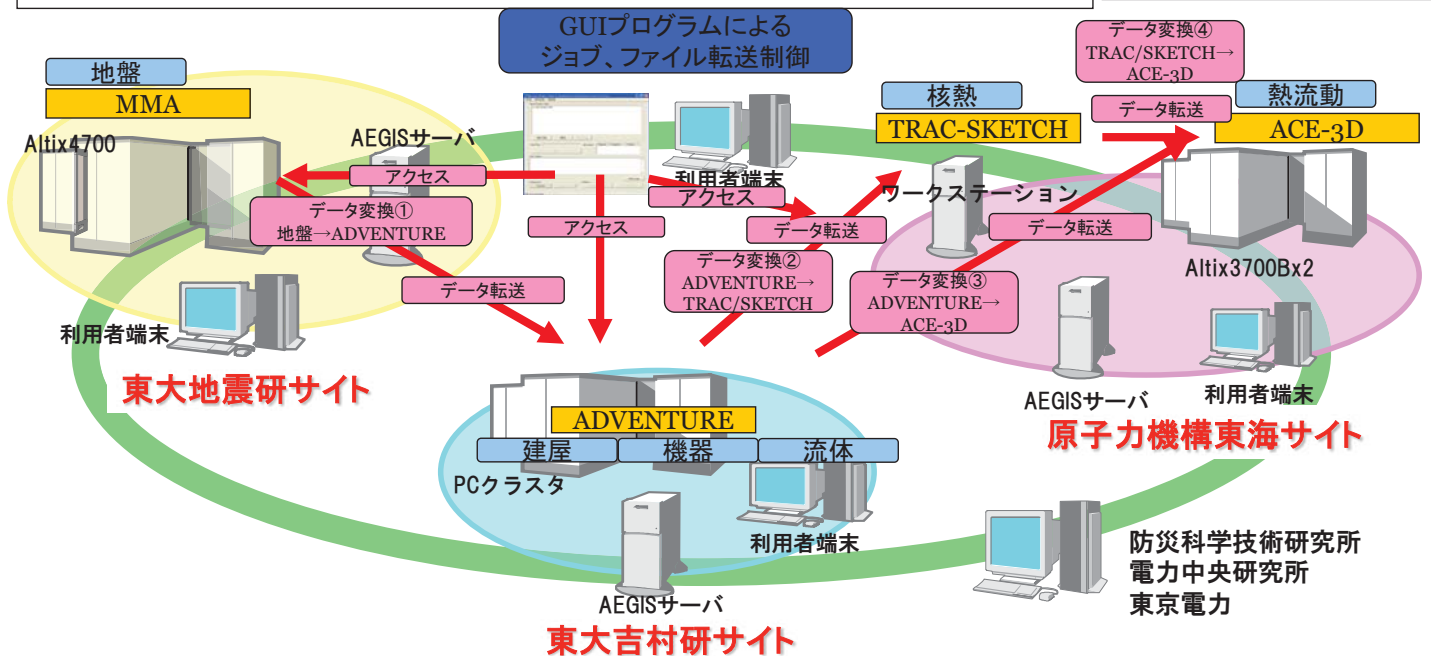 GUIプログラムによる
ジョブ、ファイル転送制御
データ変換④
TRAC/SKETCH→
ACE-3D
地盤
MMA
Altix4700
AEGISサーバ
アクセス
データ変換①
地盤→ADVENTURE
データ転送
利用者端末
東大地震研サイト
利用者端末
アクセス
アクセス
核熱
TRAC-SKETCH
データ転送
熱流動
ACE-3D
ワークステーション
データ転送
データ転送
データ変換②
ADVENTURE→
TRAC/SKETCH
データ変換③
ADVENTURE→
ACE-3D
Altix3700Bx2
AEGISサーバ
利用者端末
原子力機構東海サイト
ADVENTURE
建屋
機器
流体
PCクラスタ
利用者端末
AEGISサーバ
東大吉村研サイト
防災科学技術研究所
電力中央研究所
東京電力